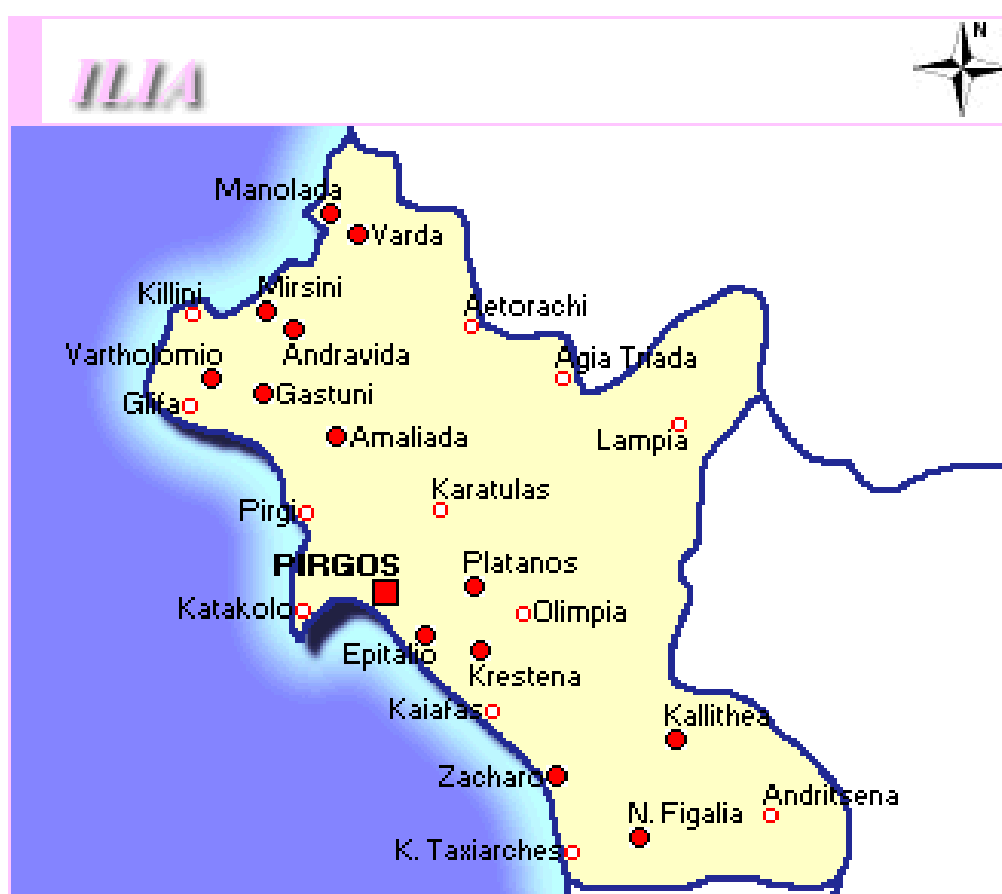 ILIA
N
Manolada
Varda
Mirsini
Killini
Aetorachi
Andravida
Vartholomio
Agia Triada
Gastuni
Glifa
Amaliada
Lampia
Karatulas
Pirgi
PIRGOS
Platanos
Katakolo
Olimpia
Epitalio
Krestena
Kaiafas
Kallithea
Zacharo
Andritsena
N. Figalia
K. Taxiarches